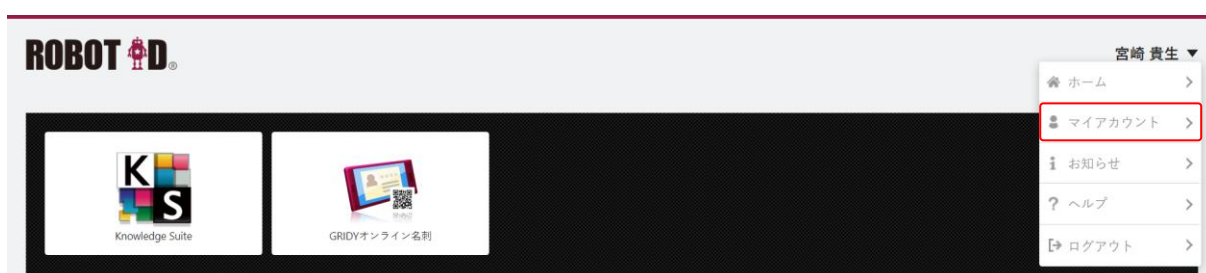 ROBOT ID®
宮崎 貴生 ▼
ホーム
マイアカウント
お知らせ
? ヘルプ
ログアウト
K
S
Knowledge Suite
GRIDYオンライン名刺